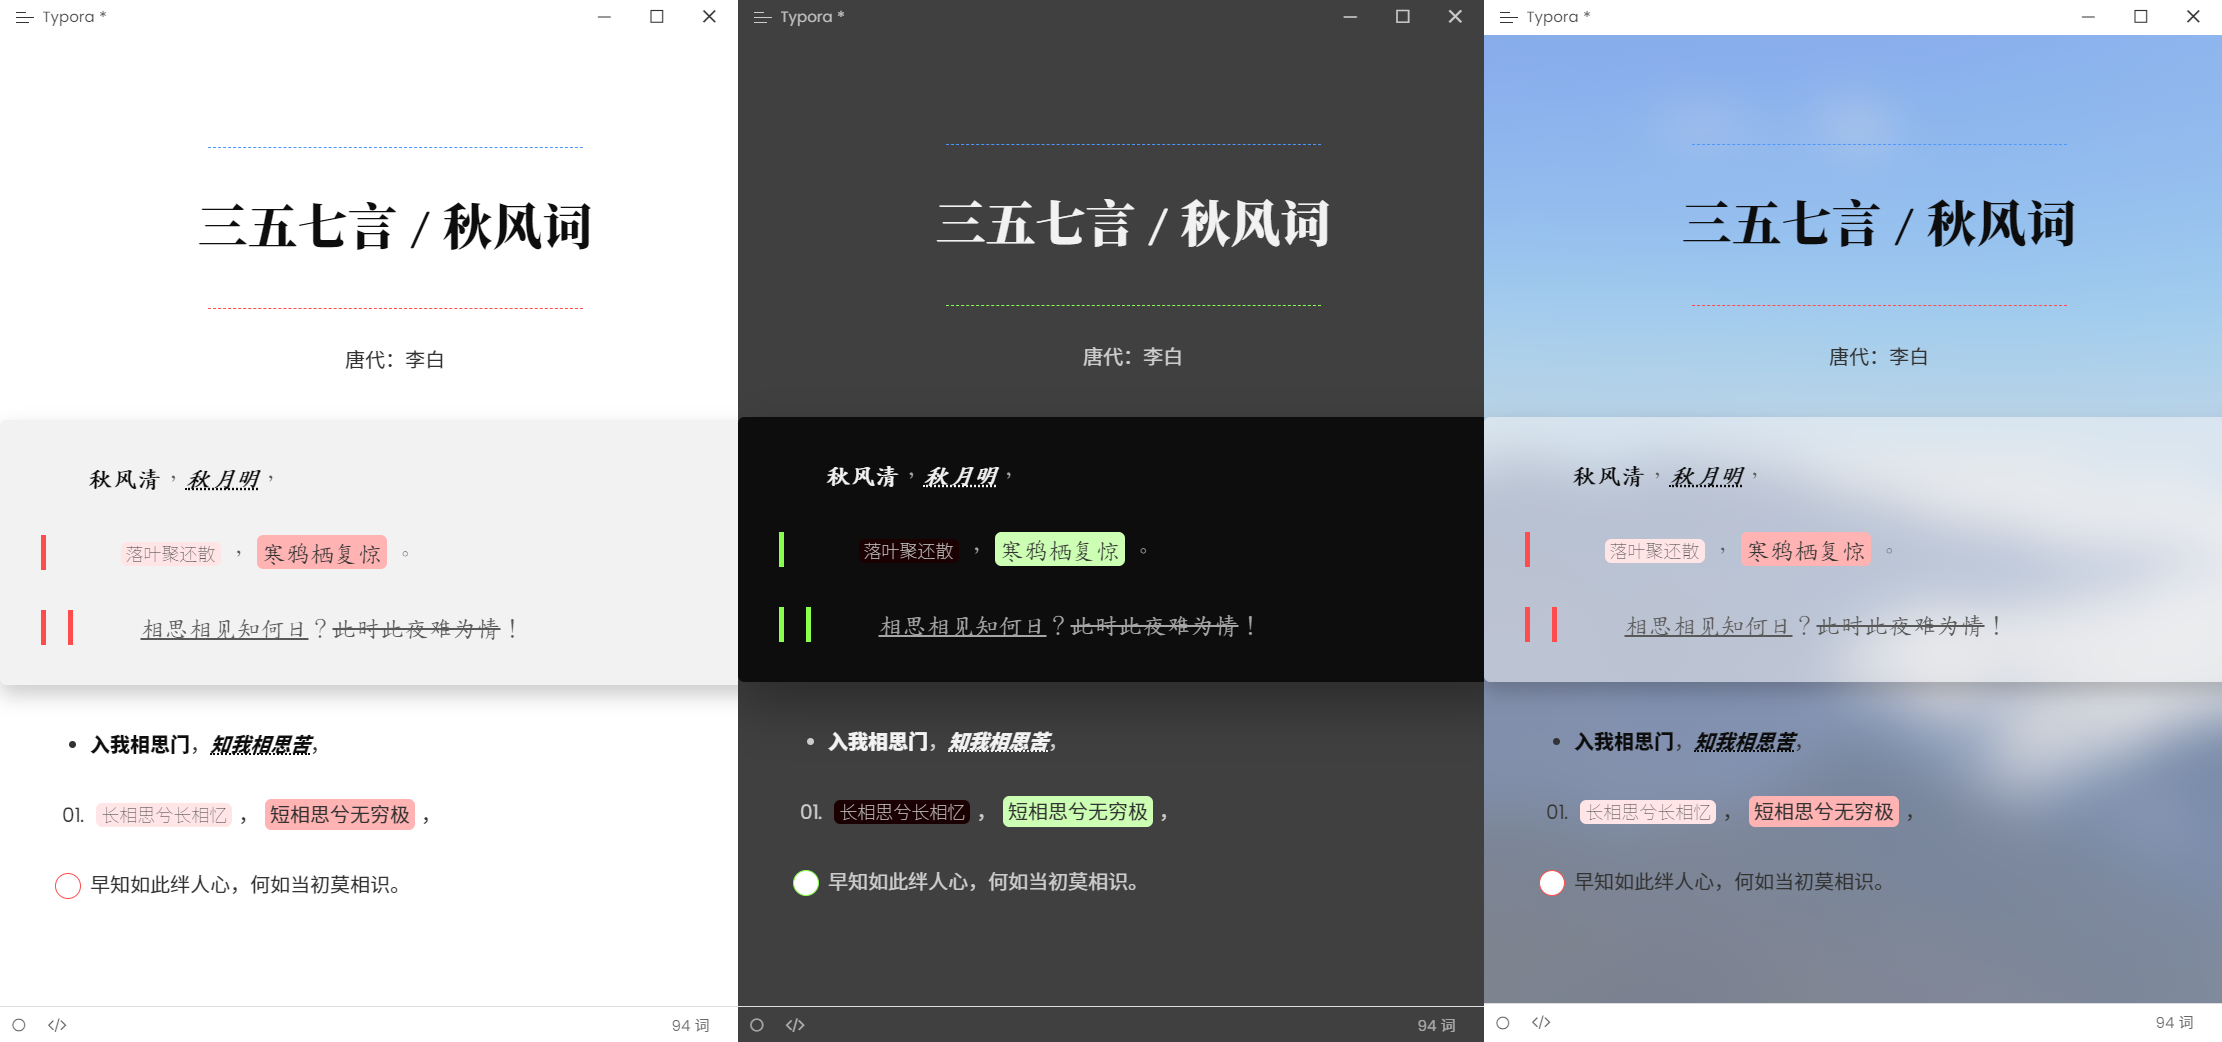 Typora *
三五七言 / 秋风词
唐代：李白
秋风清，秋月明，
落叶聚还散，寒鸦栖复惊。
相思相见知何日？此时此夜难为情！
• 入我相思门，知我相思苦，
01. 长相思兮长相忆，短相思兮无穷极，
早知如此绊人心，何如当初莫相识。
</> 94 词
Typora *
三五七言 / 秋风词
唐代：李白
秋风清，秋月明，
落叶聚还散，寒鸦栖复惊。
相思相见知何日？此时此夜难为情！
• 入我相思门，知我相思苦，
01. 长相思兮长相忆，短相思兮无穷极，
早知如此绊人心，何如当初莫相识。
</> 94 词
Typora *
三五七言 / 秋风词
唐代：李白
秋风清，秋月明，
落叶聚还散，寒鸦栖复惊。
相思相见知何日？此时此夜难为情！
• 入我相思门，知我相思苦，
01. 长相思兮长相忆，短相思兮无穷极，
早知如此绊人心，何如当初莫相识。
</> 94 词